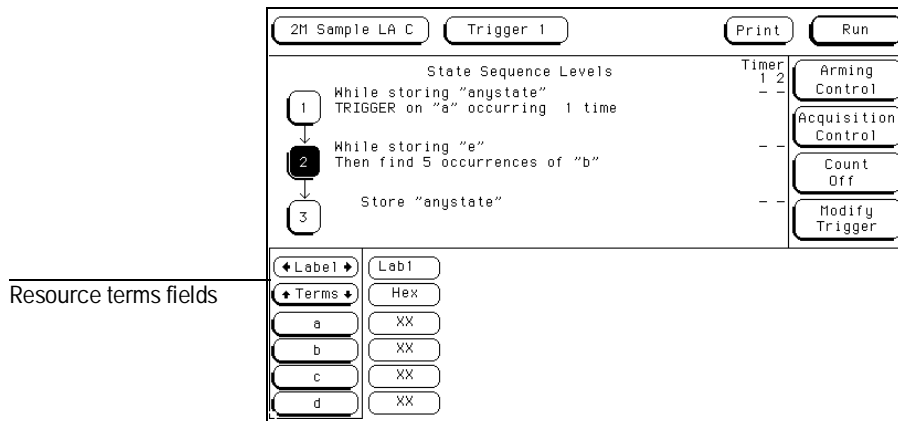 2M Sample LA C Trigger 1 Print Run
State Sequence Levels Timer
1 2
Arming
Control
While storing "anystate" - -
1 TRIGGER on "a" occurring 1 time
Acquisition
Control
While storing "e" - -
2 Then find 5 occurrences of "b"
Count
Off
Store "anystate" - -
3
Modify
Trigger
Label Lab1
Resource terms fields
Terms Hex
a XX
b XX
c XX
d XX